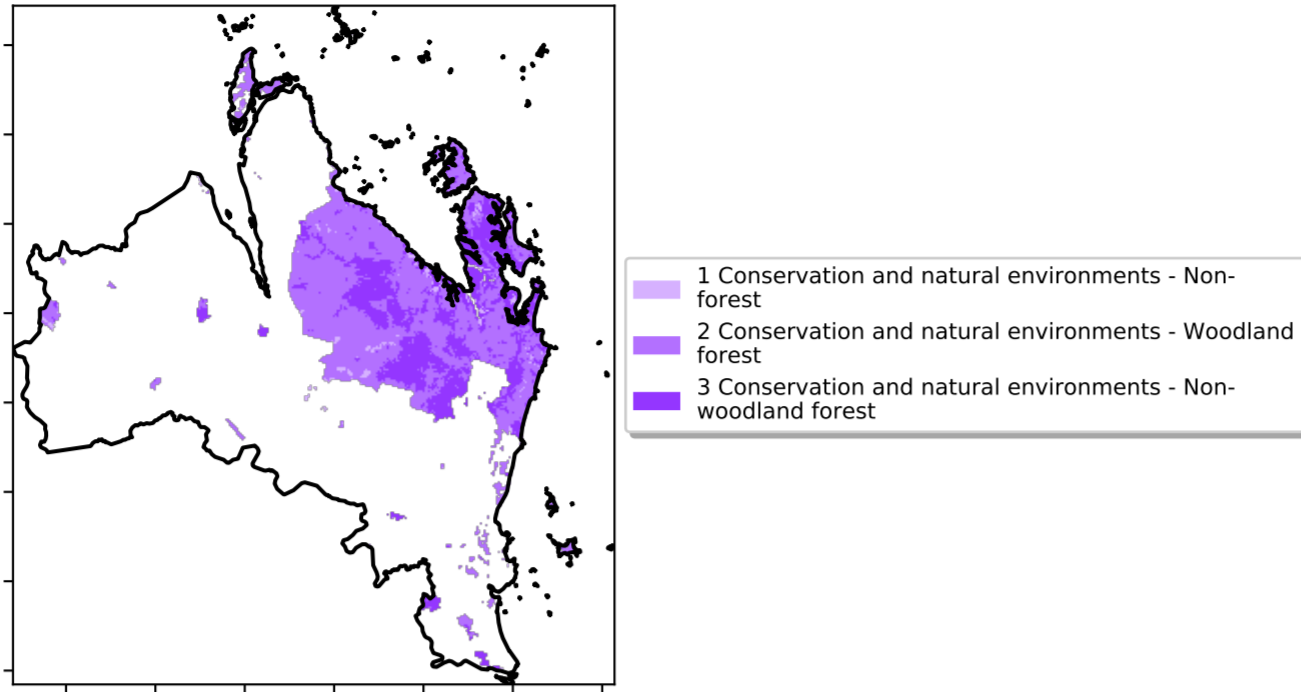 1 Conservation and natural environments - Non-
forest
2 Conservation and natural environments - Woodland
forest
3 Conservation and natural environments - Non-
woodland forest